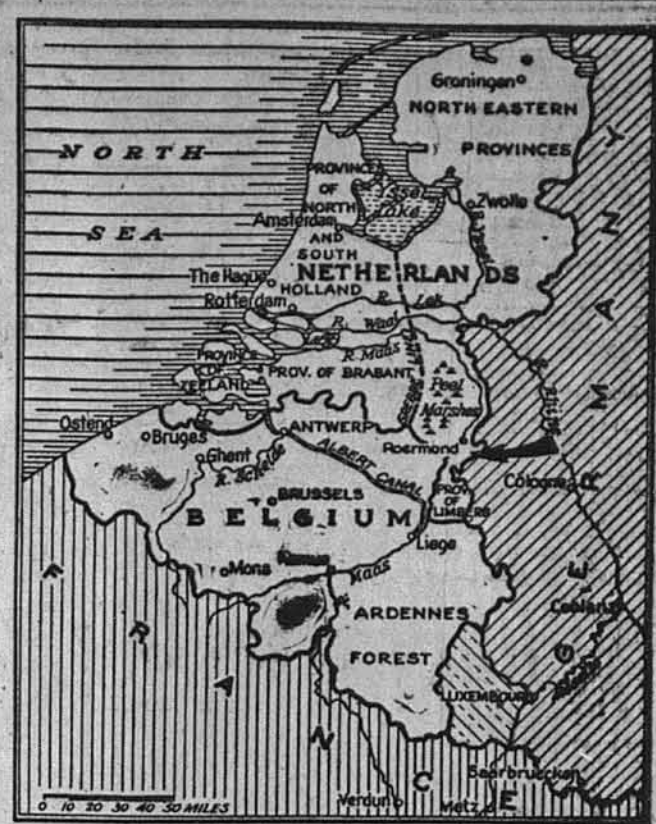 Groningen
NORTH EASTERN
PROVINCES
NORTH
SEA
PROVINCE
OF
NORTH
AND
SOUTH
HOLLAND
Yssel
Lake
Zwolle
Amsterdam
NETHERLANDS
The Hague
Rotterdam
R. Lek
R. Waal
R. Maas
PROVINCE
OF
ZEELAND
PROV. OF BRABANT
Peel
Marshes
Roermond
GERMANY
Ostend
Bruges
Ghent
ANTWERP
R. Schelde
ALBERT CANAL
PROV.
OF
LIMBERG
Cologne
BRUSSELS
BELGIUM
Liege
Mons
R. Maas
ARDENNES
FOREST
Coblenz
LUXEMBOURG
FRANCE
Saarbruecken
Verdun
Metz
0 10 20 30 40 50 MILES